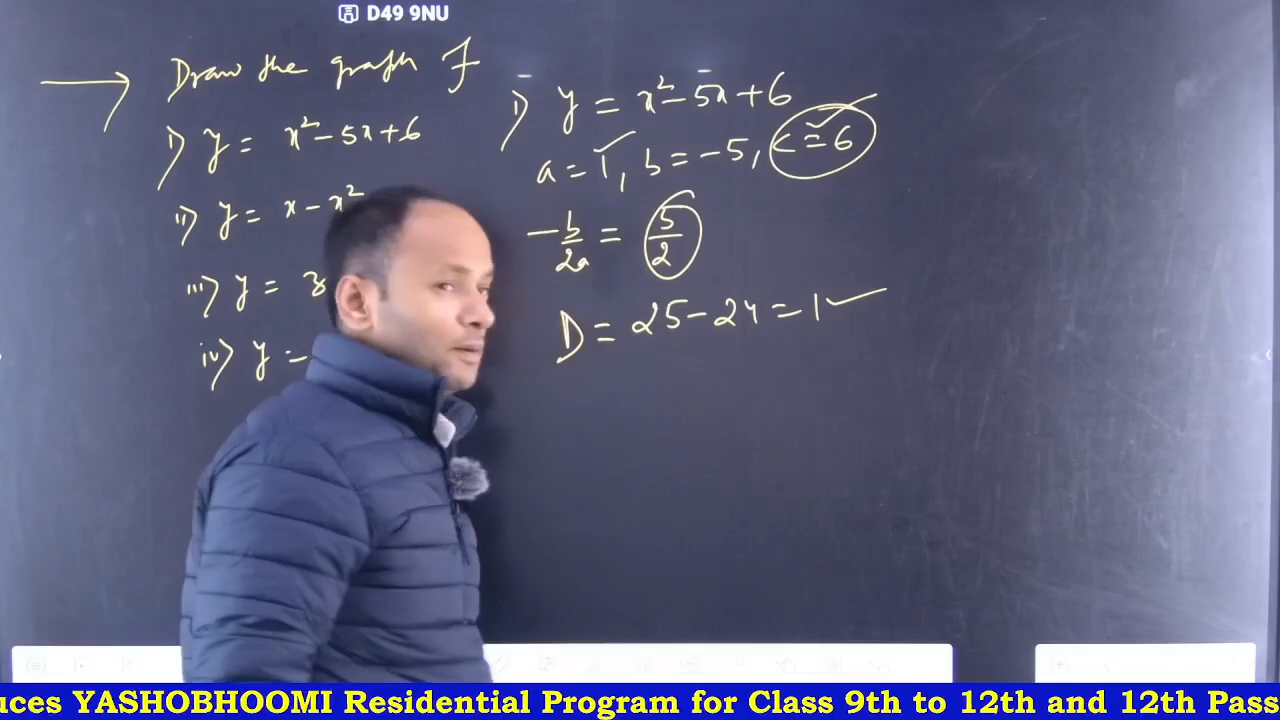 D49 9NU
Draw the graph of
i) y = x² - 5x + 6
ii) y = x - x²
iii) y =
iv) y =
i) y = x² - 5x + 6
a = 1, b = -5, c = 6
-b/2a = 5/2
D = 25 - 24 = 1
YASHOBHOOMI Residential Program for Class 9th to 12th and 12th Pass